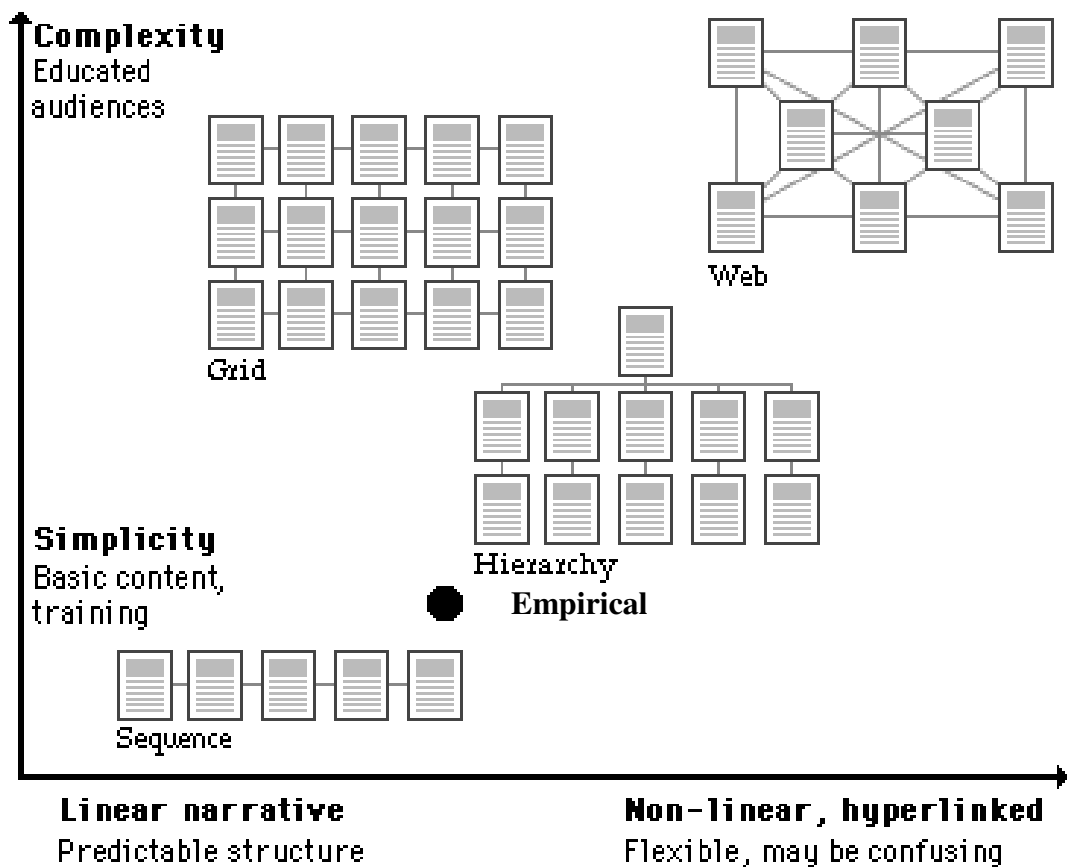 Complexity
Educated
audiences
Web
Grid
Simplicity
Basic content,
training
Hierarchy
Empirical
Sequence
Linear narrative
Predictable structure
Non-linear, hyperlinked
Flexible, may be confusing